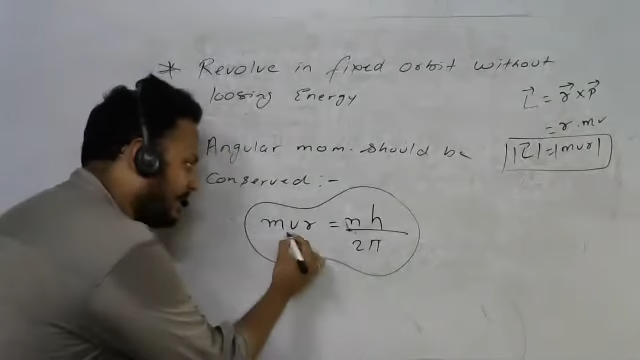 * Revolve in fixed orbit without
loosing Energy
L⃗ = r⃗ × P⃗
= r.mv
|L⃗| = |mvr|
Angular mom. should be
conserved :-
mvr = nh
2π